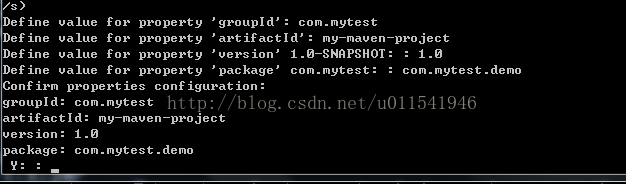 /s)
Define value for property 'groupId': com.mytest
Define value for property 'artifactId': my-maven-project
Define value for property 'version' 1.0-SNAPSHOT: : 1.0
Define value for property 'package' com.mytest: : com.mytest.demo
Confirm properties configuration:
groupId: com.mytest
http://blog.csdn.net/u011541946
artifactId: my-maven-project
version: 1.0
package: com.mytest.demo
Y: : _